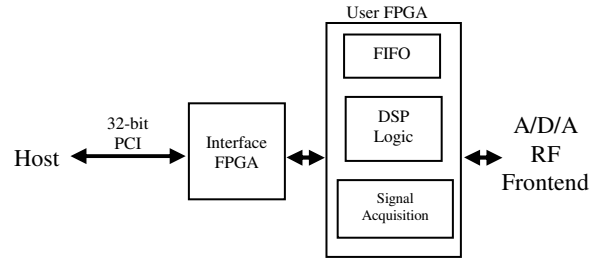 User FPGA
FIFO
32-bit
PCI
DSP
Logic
Host
Interface
FPGA
A/D/A
RF
Frontend
Signal
Acquisition